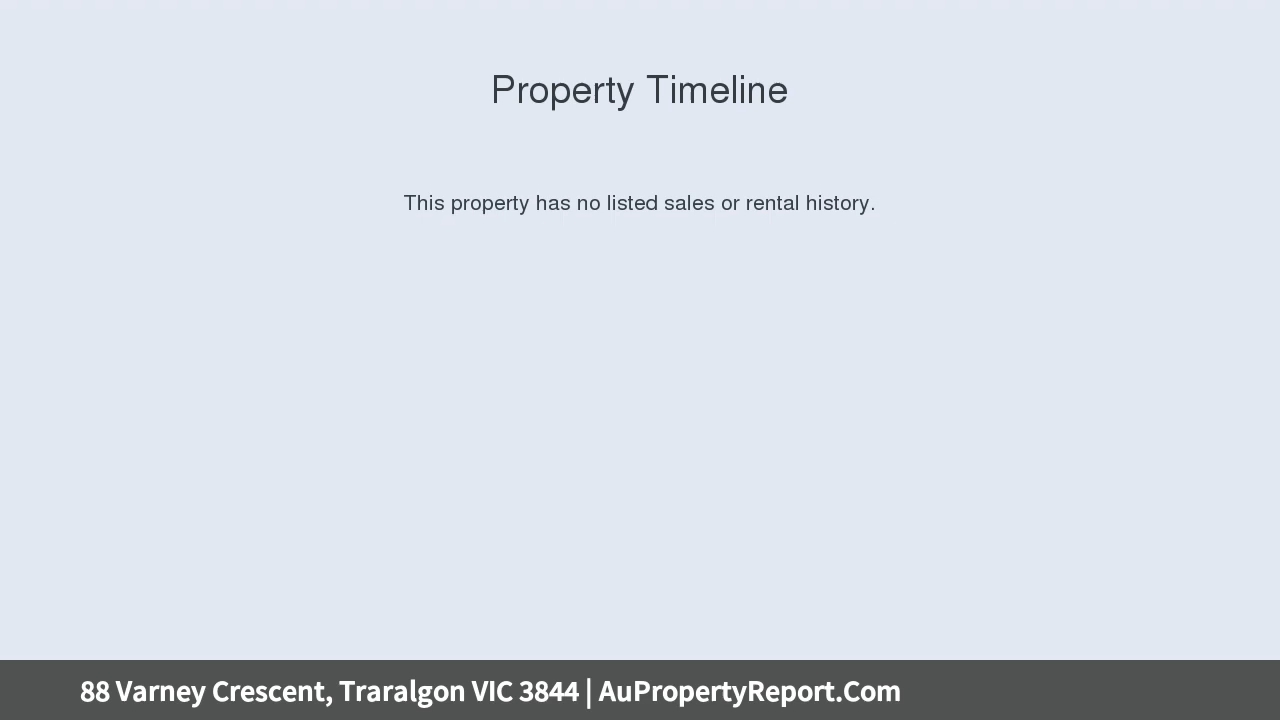 Property Timeline
This property has no listed sales or rental history.
88 Varney Crescent, Traralgon VIC 3844 | AuPropertyReport.Com